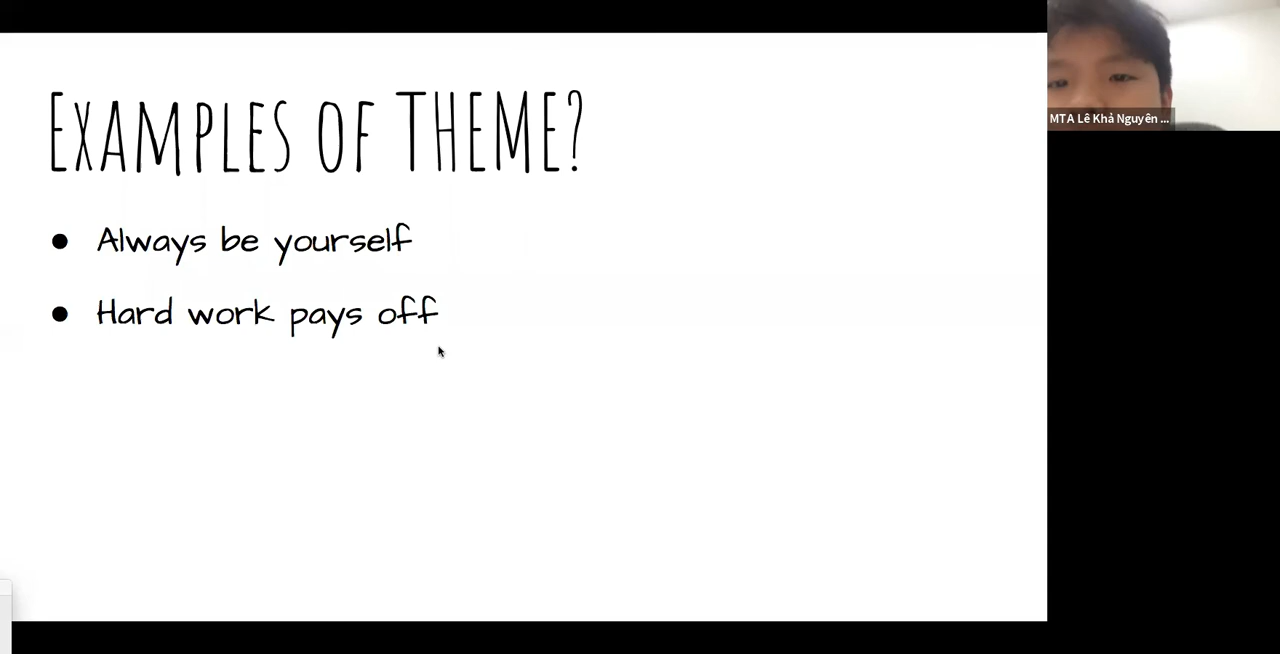 EXAMPLES OF THEME?
● Always be yourself
● Hard work pays off
MTA Lê Khả Nguyên ...